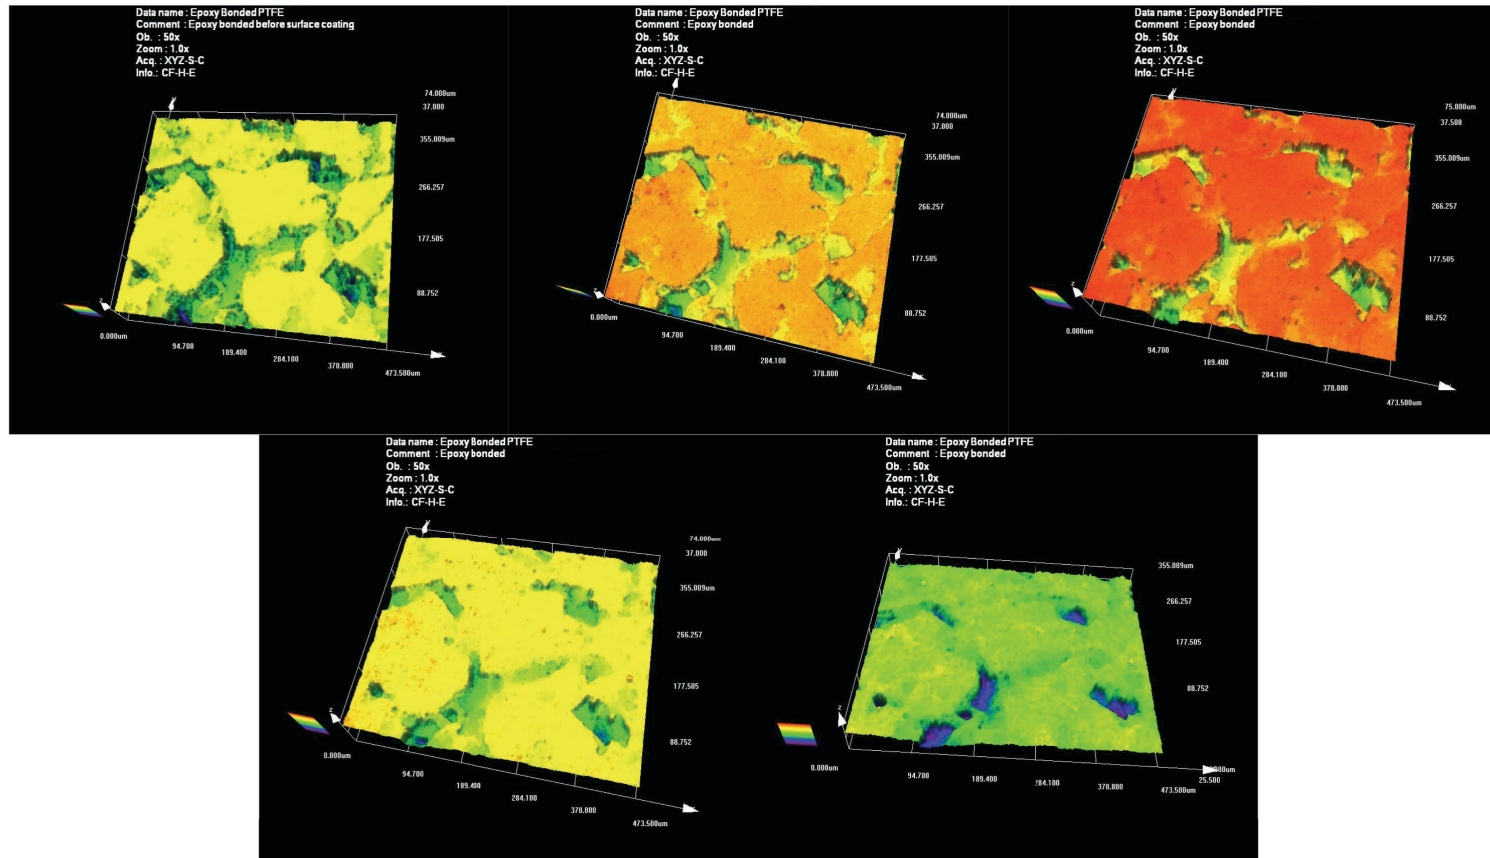 Data name : Epoxy Bonded PTFE
Comment : Epoxy bonded before surface coating
Ob. : 50x
Zoom : 1.0x
Acq. : XYZ-S-C
Info.: CF-H-E
74.000um
37.000
355.009um
266.257
177.505
88.752
0.000um
94.700
189.400
284.100
378.800
473.500um
Data name : Epoxy Bonded PTFE
Comment : Epoxy bonded
Ob. : 50x
Zoom : 1.0x
Acq. : XYZ-S-C
Info.: CF-H-E
74.000um
37.000
355.009um
266.257
177.505
88.752
0.000um
94.700
189.400
284.100
378.800
473.500um
Data name : Epoxy Bonded PTFE
Comment : Epoxy bonded
Ob. : 50x
Zoom : 1.0x
Acq. : XYZ-S-C
Info.: CF-H-E
75.000um
37.500
355.009um
266.257
177.505
88.752
0.000um
94.700
189.400
284.100
378.800
473.500um
Data name : Epoxy Bonded PTFE
Comment : Epoxy bonded
Ob. : 50x
Zoom : 1.0x
Acq. : XYZ-S-C
Info.: CF-H-E
74.000um
37.000
355.009um
266.257
177.505
88.752
0.000um
94.700
189.400
284.100
378.800
473.500um
Data name : Epoxy Bonded PTFE
Comment : Epoxy bonded
Ob. : 50x
Zoom : 1.0x
Acq. : XYZ-S-C
Info.: CF-H-E
355.009um
266.257
177.505
88.752
0.000um
25.500
94.700
189.400
284.100
378.800
473.500um